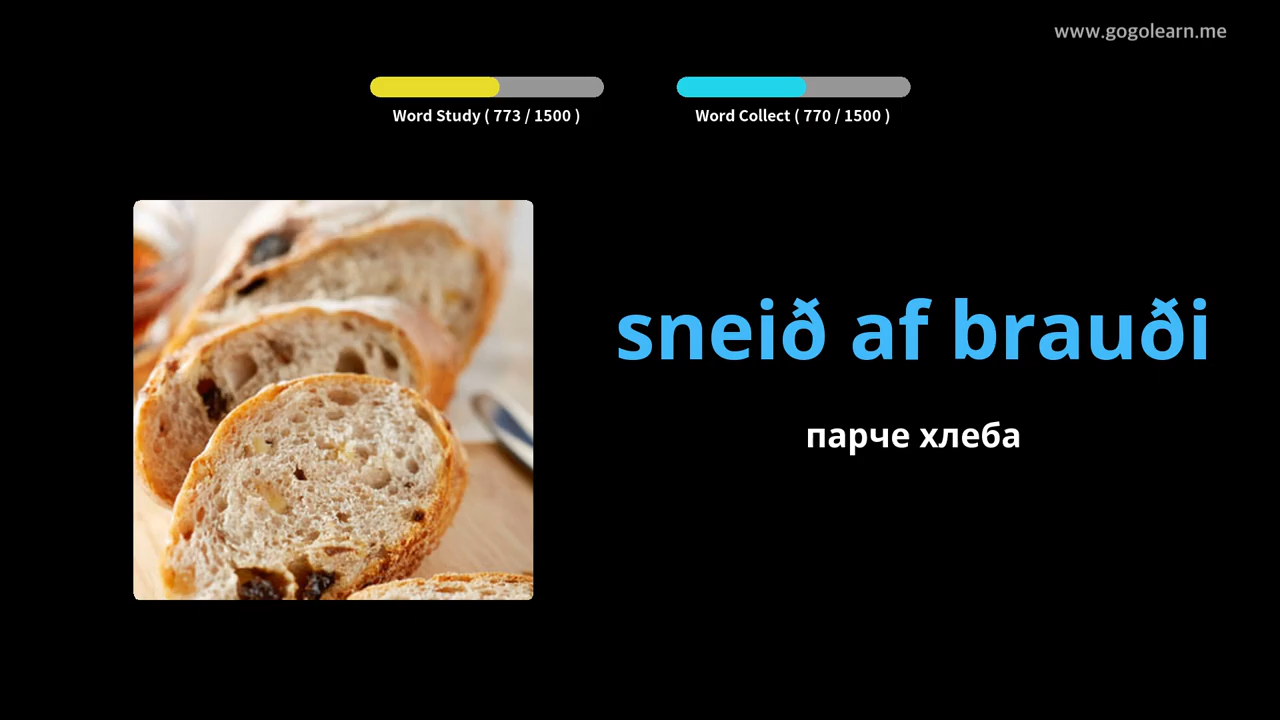 www.gogolearn.me
Word Study ( 773 / 1500 )
Word Collect ( 770 / 1500 )
sneið af brauði
парче хлеба